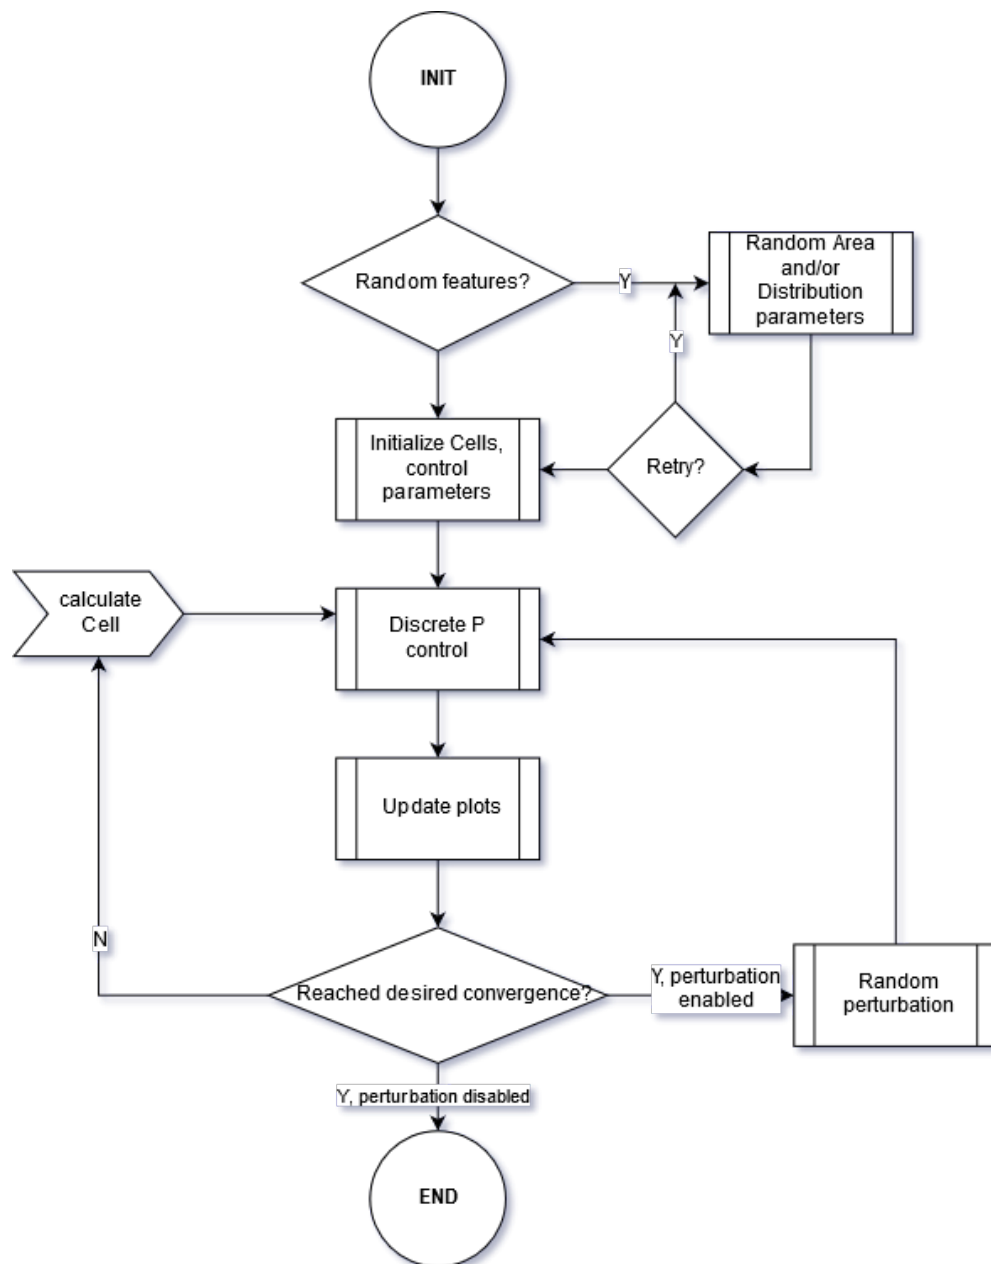 INIT
Random features?
Y
Random Area
and/or
Distribution
parameters
Y
Initialize Cells,
control
parameters
Retry?
calculate
Cell
Discrete P
control
Update plots
N
Reached desired convergence?
Y, perturbation
enabled
Random
perturbation
Y, perturbation disabled
END